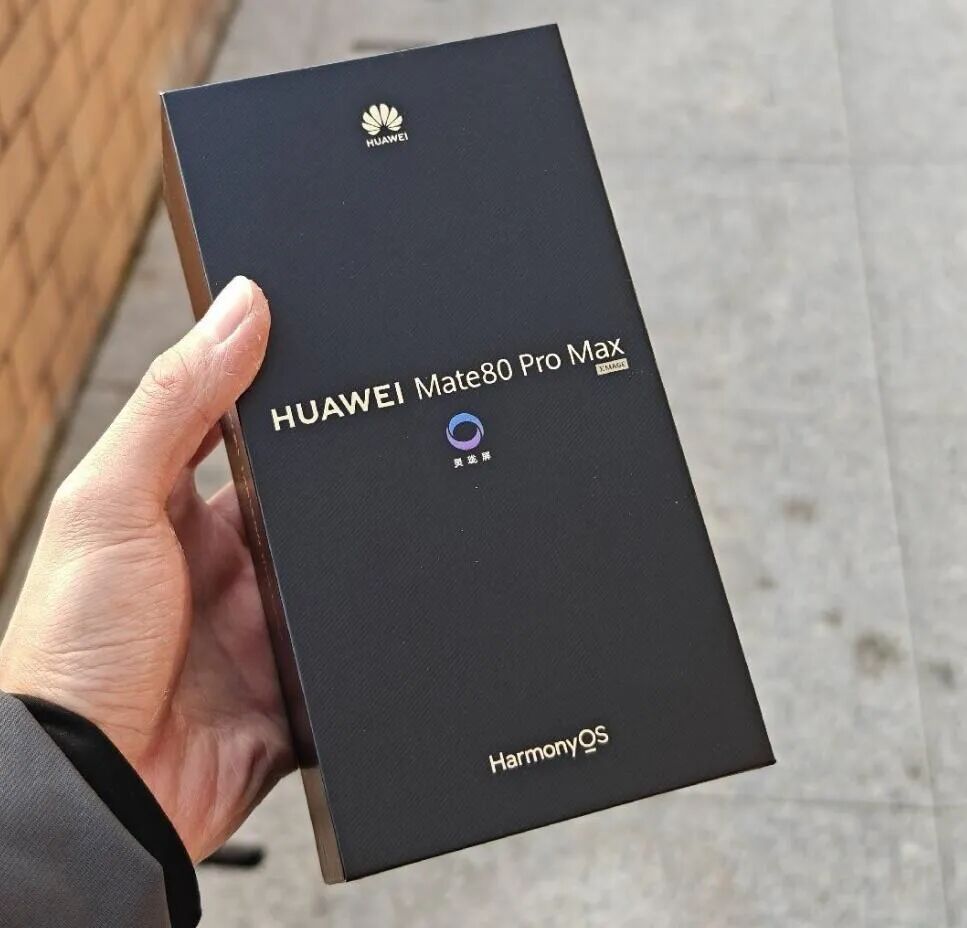 HUAWEI
HUAWEI Mate80 Pro Max
XMAGE
灵珑屏
HarmonyOS